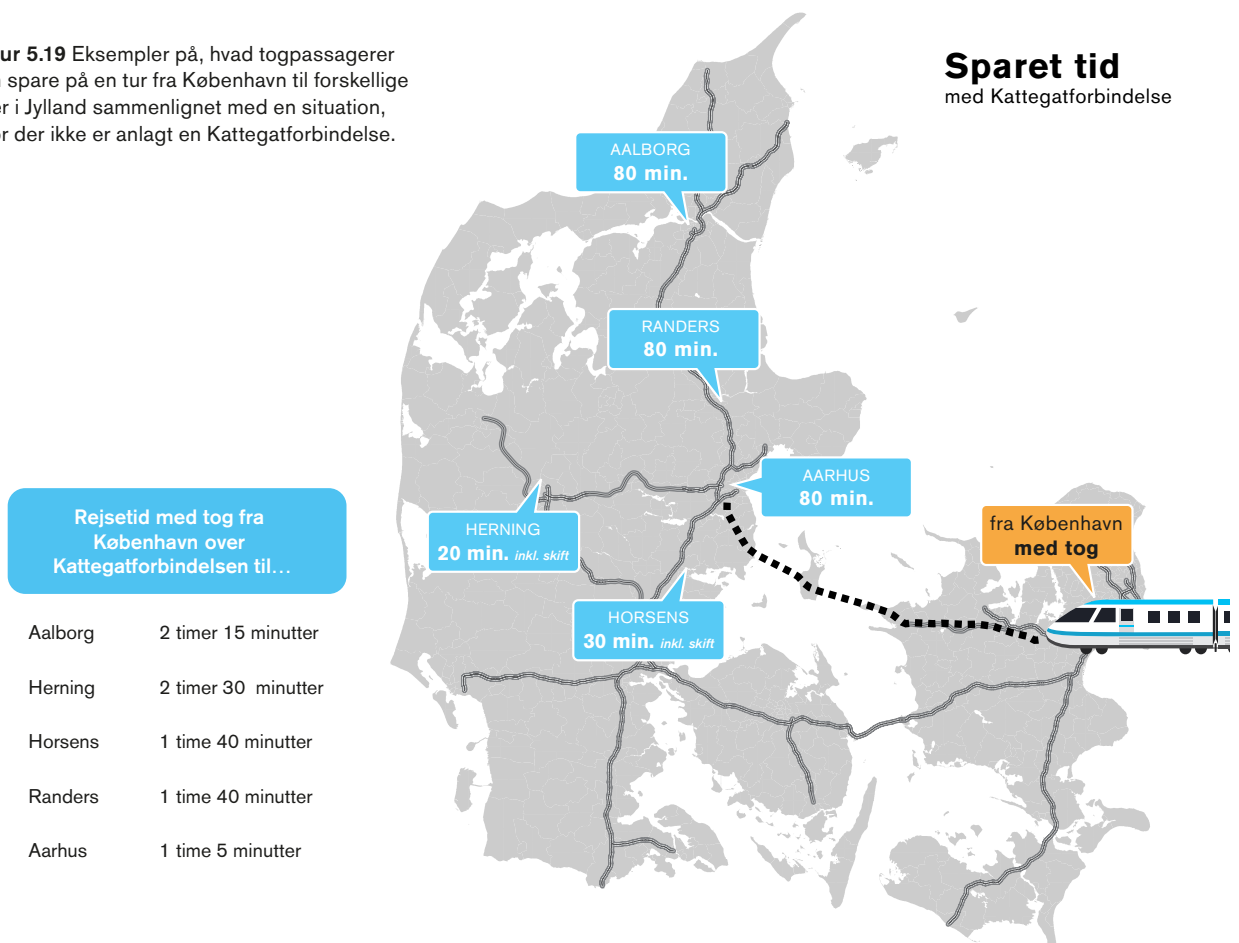 ur 5.19 Eksempler på, hvad togpassagerer
spare på en tur fra København til forskellige
er i Jylland sammenlignet med en situation,
or der ikke er anlagt en Kattegatforbindelse.
Sparet tid
med Kattegatforbindelse
AALBORG
80 min.
RANDERS
80 min.
AARHUS
80 min.
HERNING
20 min. inkl. skift
HORSENS
30 min. inkl. skift
fra København
med tog
Rejsetid med tog fra
København over
Kattegatforbindelsen til...
Aalborg 2 timer 15 minutter
Herning 2 timer 30 minutter
Horsens 1 time 40 minutter
Randers 1 time 40 minutter
Aarhus 1 time 5 minutter